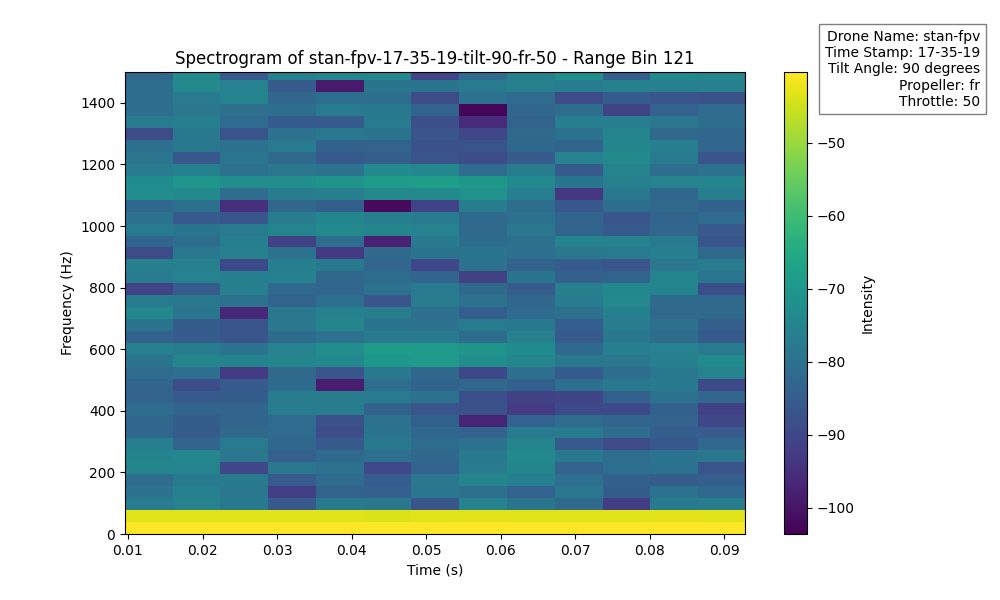 Spectrogram of stan-fpv-17-35-19-tilt-90-fr-50 - Range Bin 121
Drone Name: stan-fpv
Time Stamp: 17-35-19
Tilt Angle: 90 degrees
Propeller: fr
Throttle: 50
Frequency (Hz)
1400
1200
1000
800
600
400
200
0
0.01 0.02 0.03 0.04 0.05 0.06 0.07 0.08 0.09
Time (s)
−50
−60
−70
−80
−90
−100
Intensity